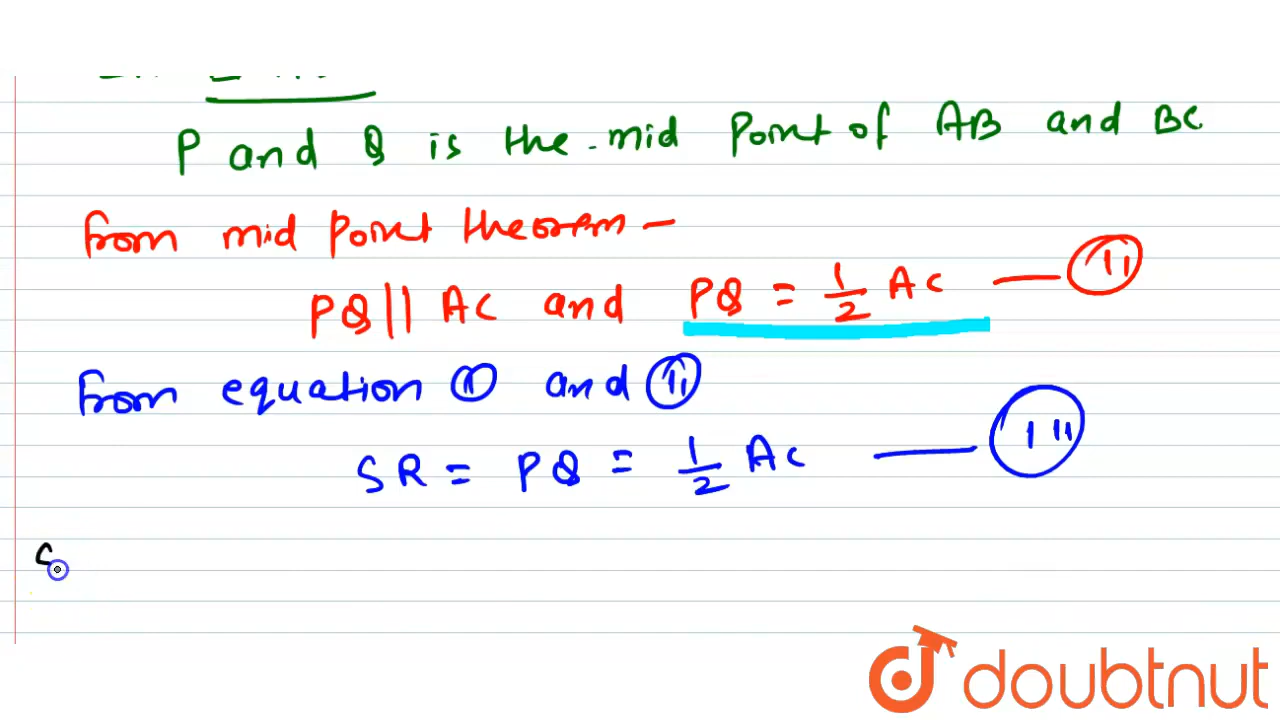 P and Q is the mid Point of AB and BC
from mid Point theorem -
PQ || AC and PQ = 1/2 AC — (ii)
from equation (i) and (ii)
SR = PQ = 1/2 AC — (iii)
S
doubtnut